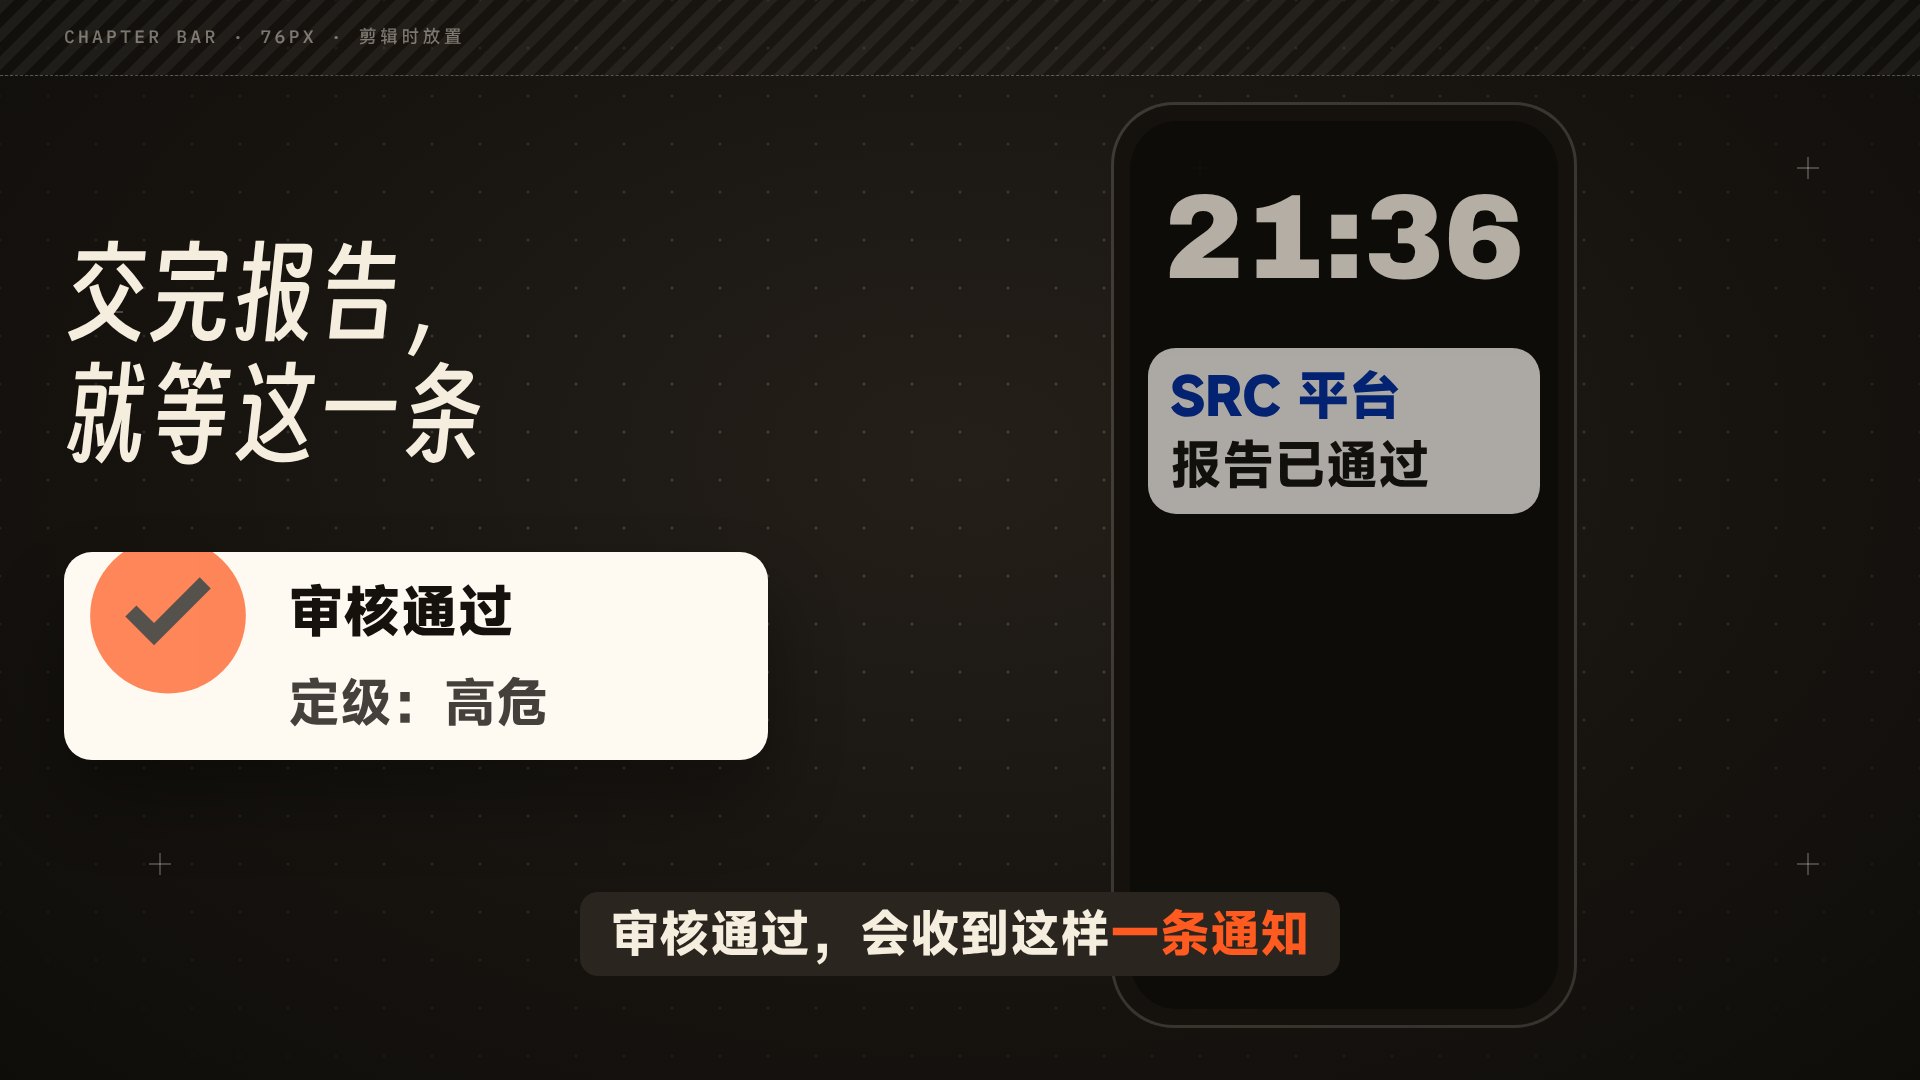 CHAPTER BAR · 76PX · 剪辑时放置
交完报告，
就等这一条
审核通过
定级：高危
21:36
SRC 平台
报告已通过
审核通过，会收到这样一条通知